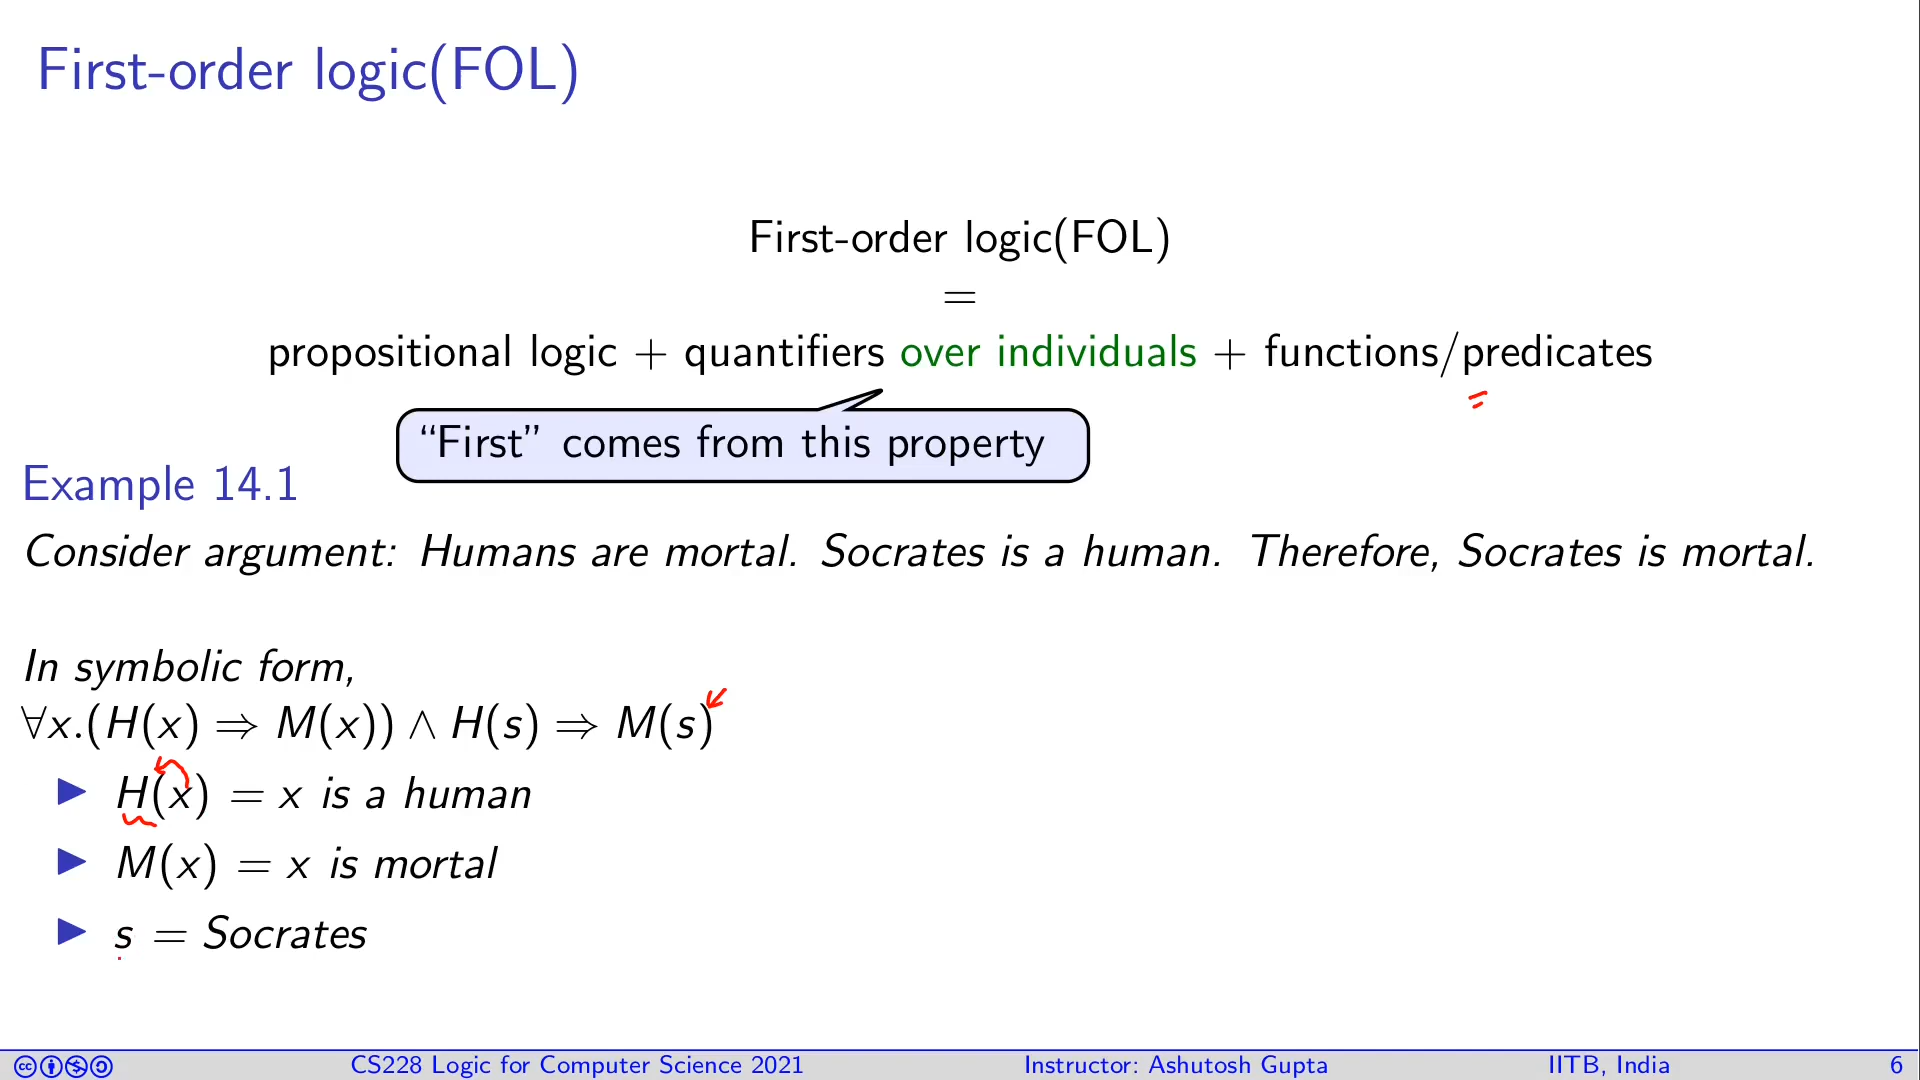 First-order logic(FOL)
First-order logic(FOL)
=
propositional logic + quantifiers over individuals + functions/predicates
“First” comes from this property
Example 14.1
Consider argument: Humans are mortal. Socrates is a human. Therefore, Socrates is mortal.
In symbolic form,
∀x.(H(x) ⇒ M(x)) ∧ H(s) ⇒ M(s)
▶ H(x) = x is a human
▶ M(x) = x is mortal
▶ s = Socrates
CS228 Logic for Computer Science 2021 Instructor: Ashutosh Gupta IITB, India 6